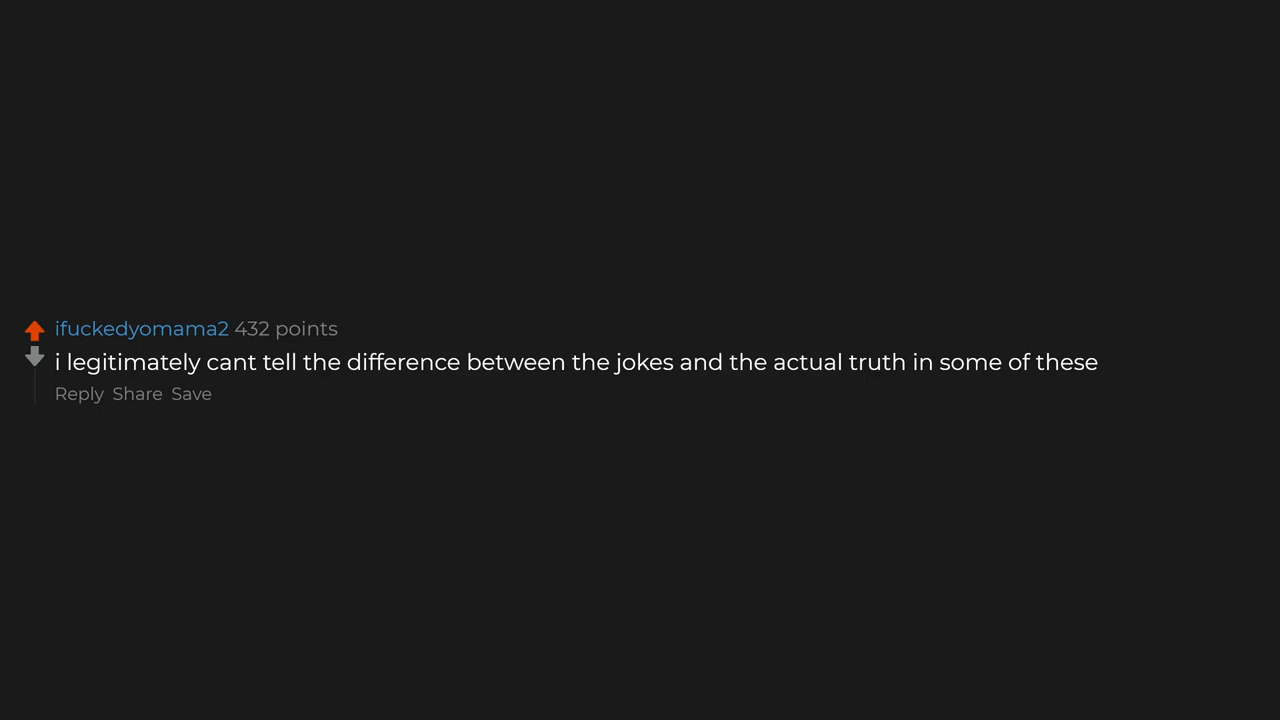 ifuckedyomama2 432 points
i legitimately cant tell the difference between the jokes and the actual truth in some of these
Reply Share Save